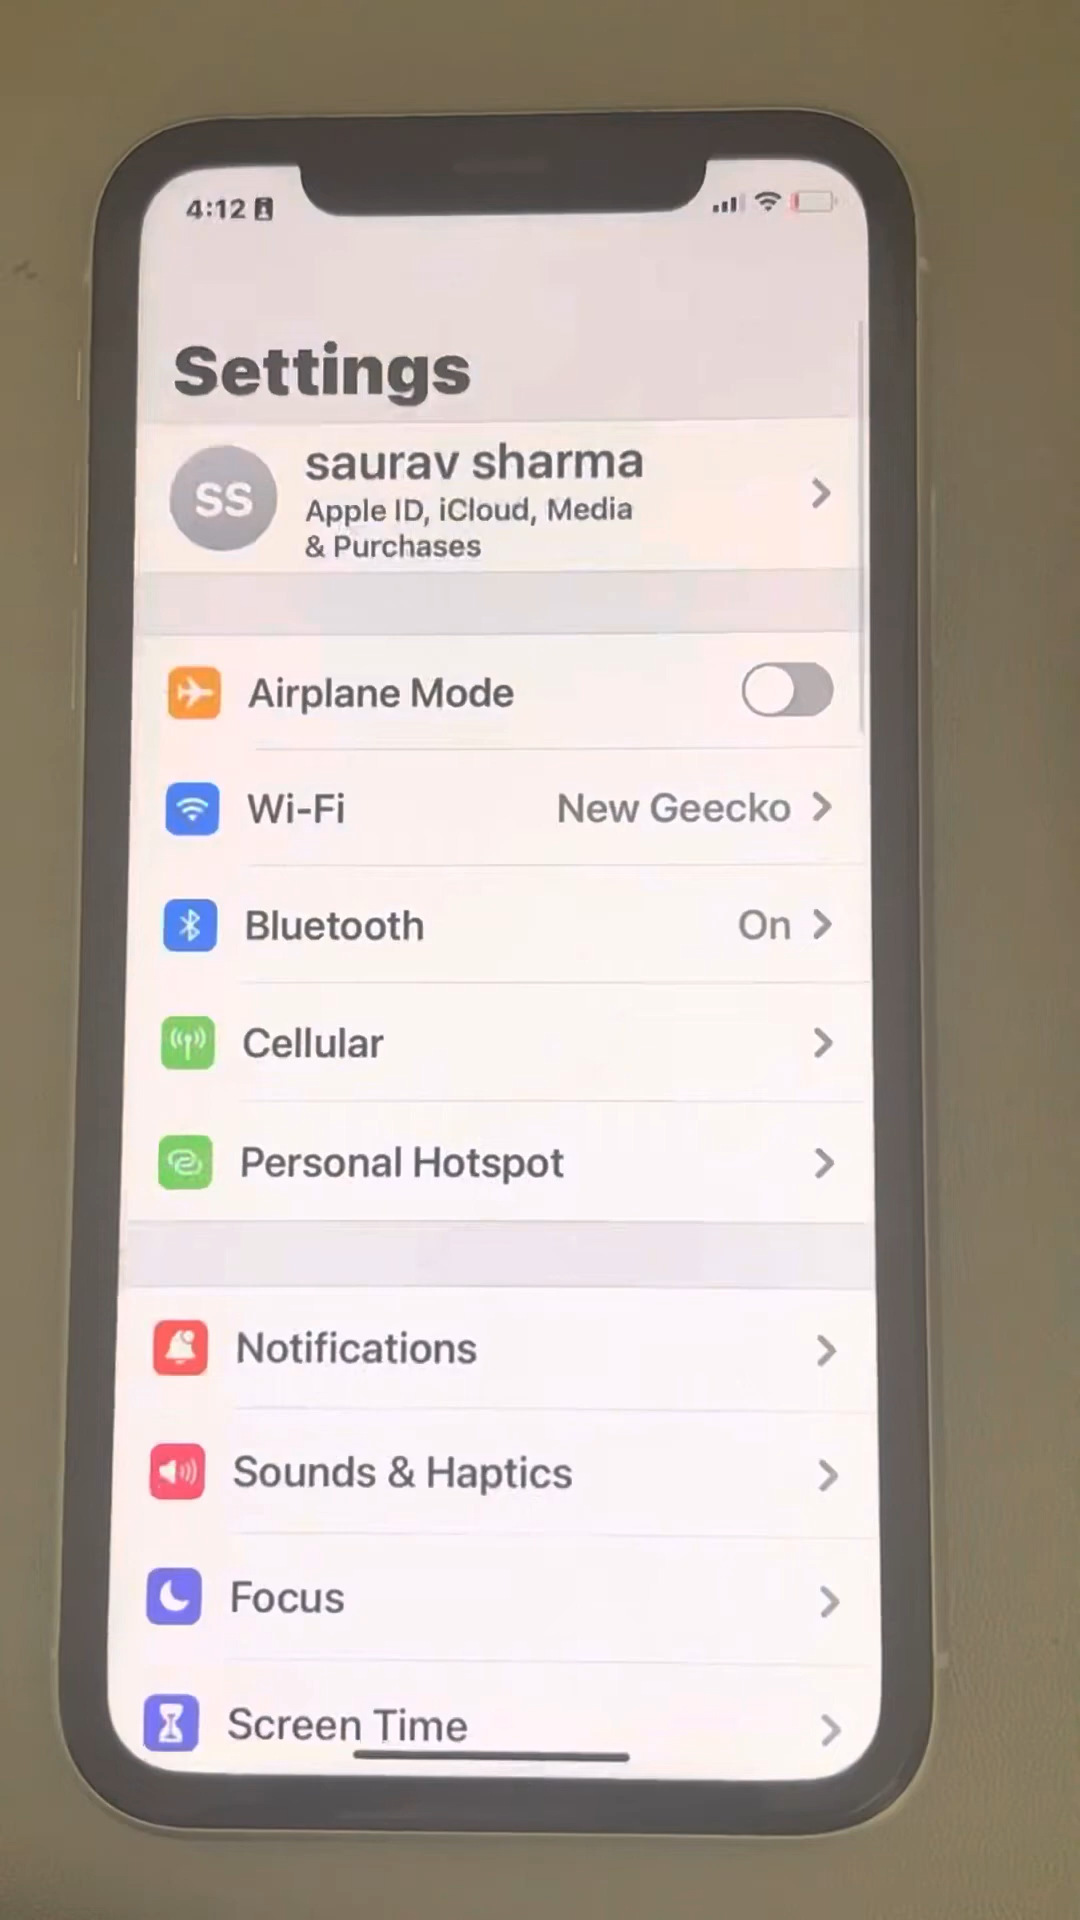 4:12
Settings
SS
saurav sharma
Apple ID, iCloud, Media
& Purchases
Airplane Mode
Wi-Fi New Geecko
Bluetooth On
Cellular
Personal Hotspot
Notifications
Sounds & Haptics
Focus
Screen Time